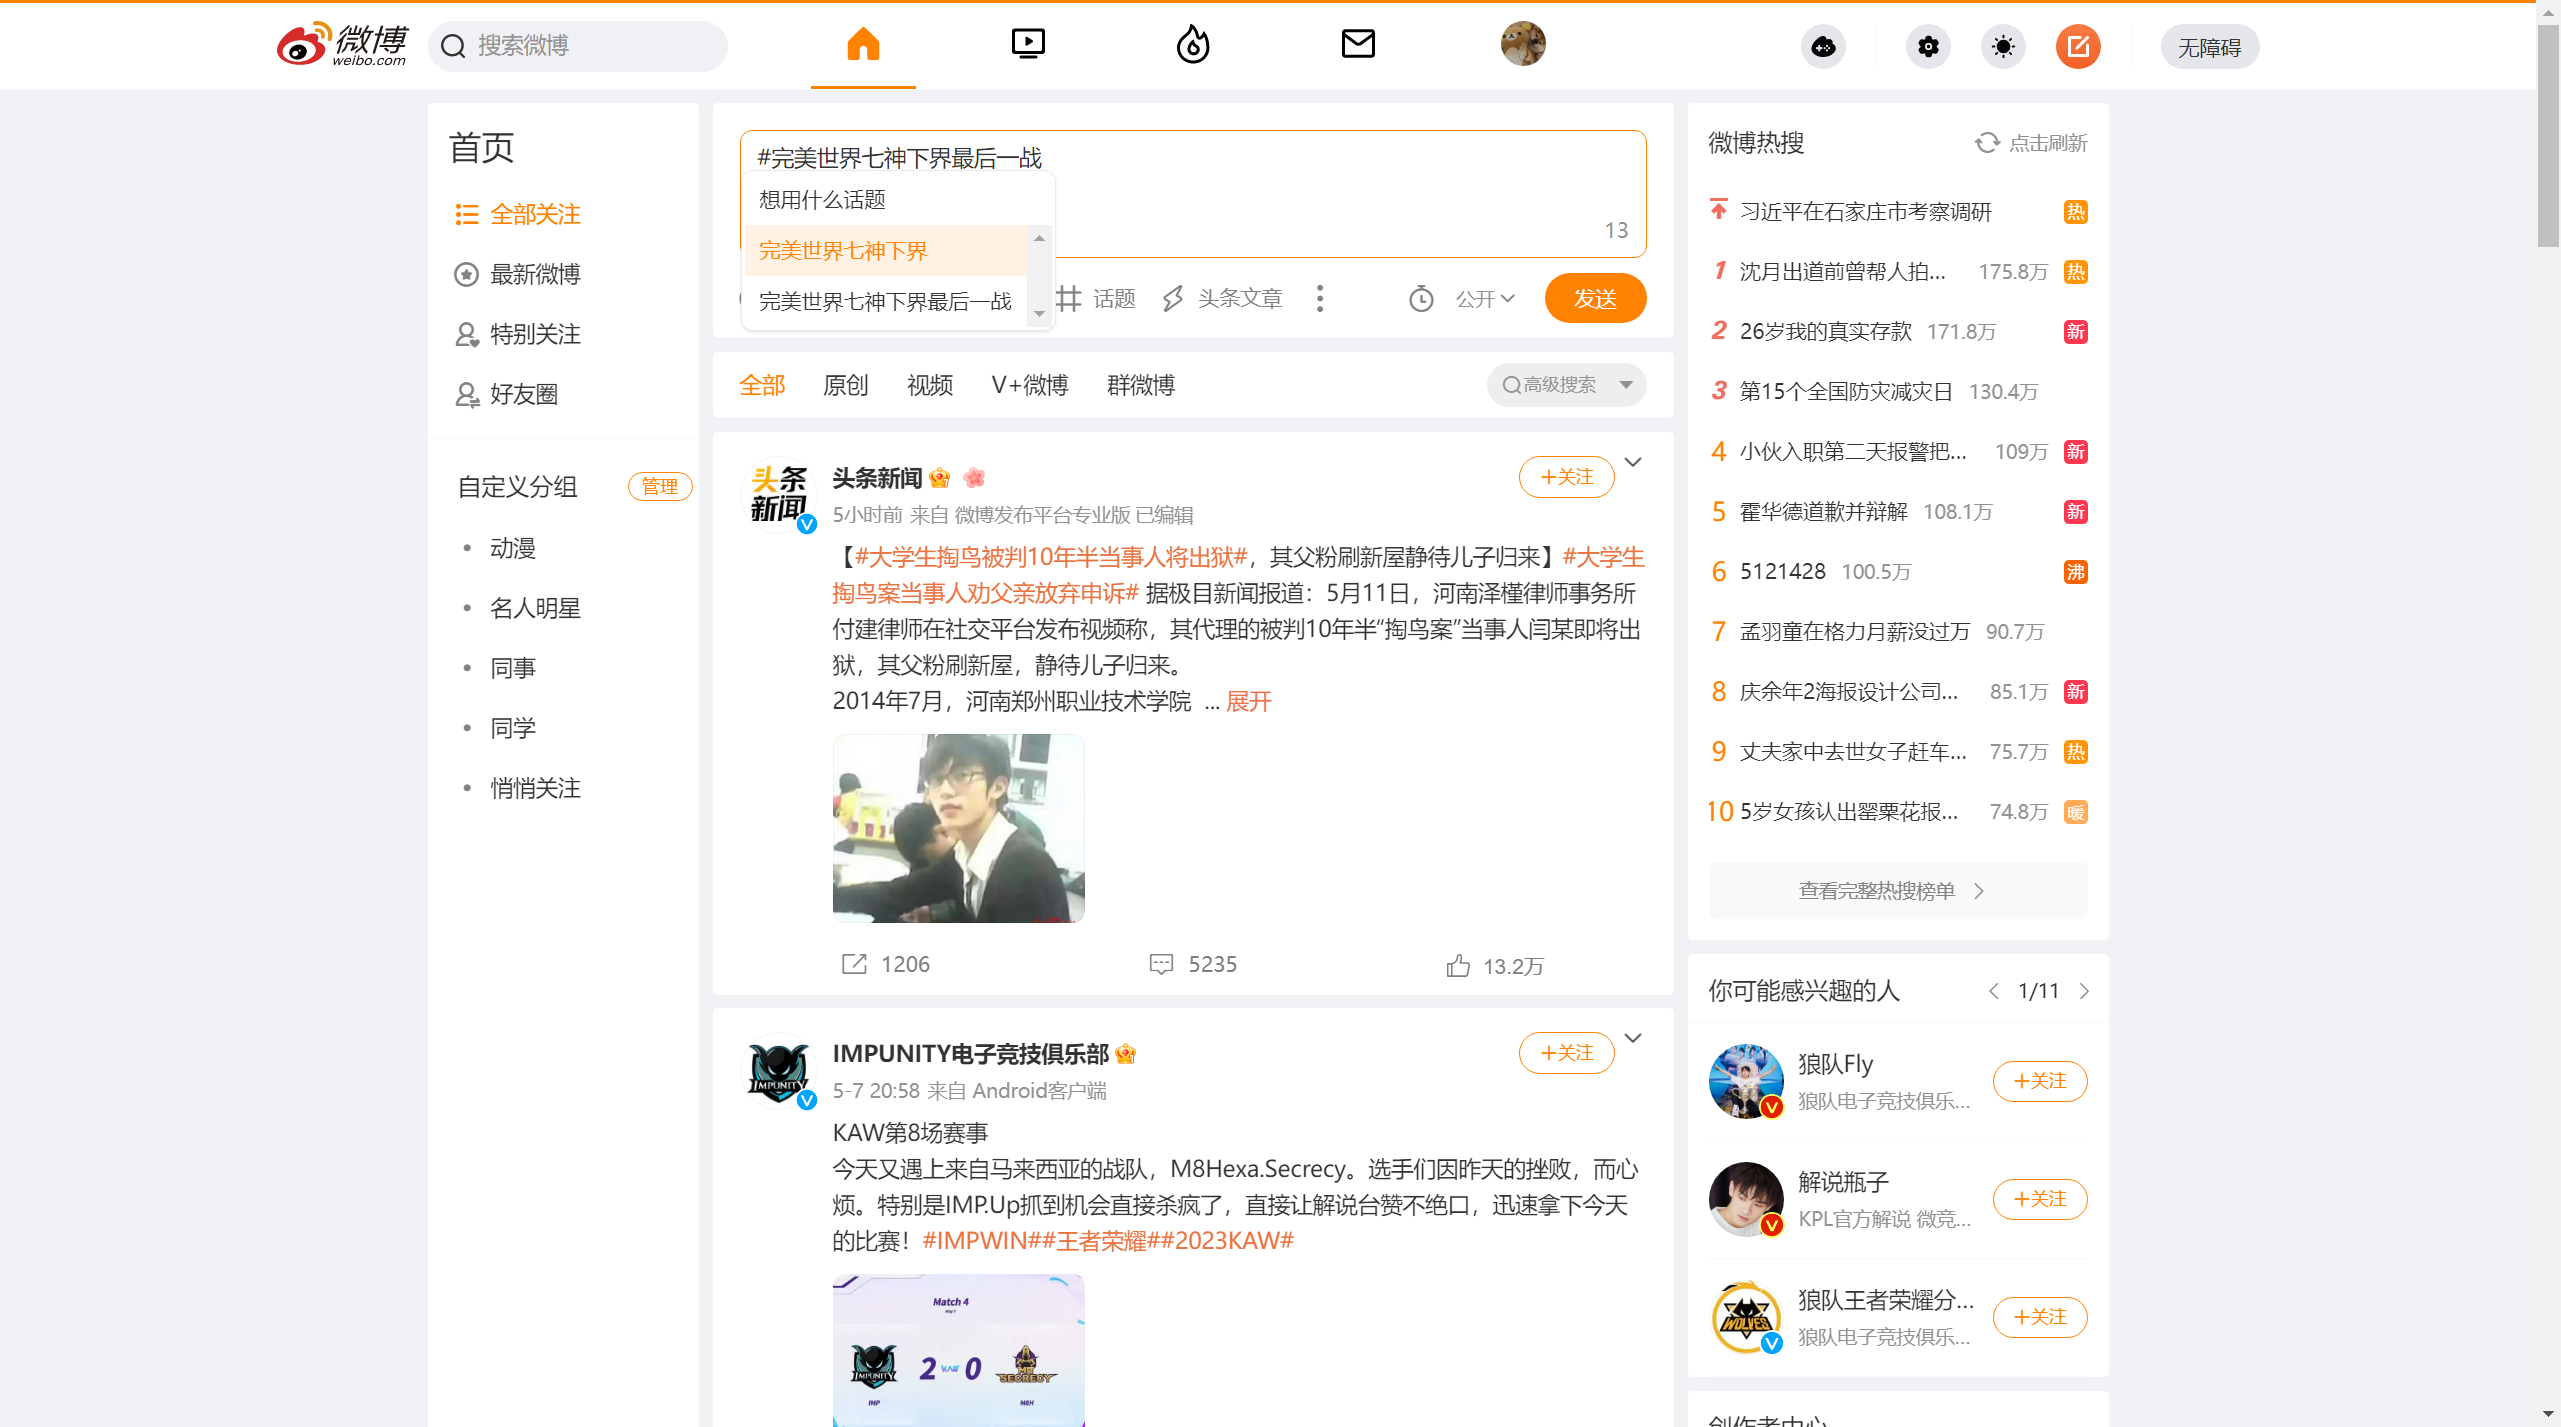 微博
weibo.com
搜索微博
无障碍
首页
全部关注
最新微博
特别关注
好友圈
自定义分组
管理
动漫
名人明星
同事
同学
悄悄关注
#完美世界七神下界最后一战
想用什么话题
完美世界七神下界
完美世界七神下界最后一战
13
话题
头条文章
公开
发送
全部
原创
视频
V+微博
群微博
高级搜索
头条新闻
头条新闻
+关注
5小时前 来自 微博发布平台专业版 已编辑
【#大学生掏鸟被判10年半当事人将出狱#，其父粉刷新屋静待儿子归来】#大学生
掏鸟案当事人劝父亲放弃申诉# 据极目新闻报道：5月11日，河南泽槿律师事务所
付建律师在社交平台发布视频称，其代理的被判10年半“掏鸟案”当事人闫某即将出
狱，其父粉刷新屋，静待儿子归来。
2014年7月，河南郑州职业技术学院 ... 展开
1206
5235
13.2万
IMPUNITY
IMPUNITY电子竞技俱乐部
+关注
5-7 20:58 来自 Android客户端
KAW第8场赛事
今天又遇上来自马来西亚的战队，M8Hexa.Secrecy。选手们因昨天的挫败，而心
烦。特别是IMP.Up抓到机会直接杀疯了，直接让解说台赞不绝口，迅速拿下今天
的比赛！#IMPWIN##王者荣耀##2023KAW#
Match 4
May 7
IMPUNITY
2 KAW 0
M8 SECRECY
IMP
M8H
微博热搜
点击刷新
习近平在石家庄市考察调研 热
1 沈月出道前曾帮人拍... 175.8万 热
2 26岁我的真实存款 171.8万 新
3 第15个全国防灾减灾日 130.4万
4 小伙入职第二天报警把... 109万 新
5 霍华德道歉并辩解 108.1万 新
6 5121428 100.5万 沸
7 孟羽童在格力月薪没过万 90.7万
8 庆余年2海报设计公司... 85.1万 新
9 丈夫家中去世女子赶车... 75.7万 热
10 5岁女孩认出罂粟花报... 74.8万 暖
查看完整热搜榜单
你可能感兴趣的人
1/11
狼队Fly
狼队电子竞技俱乐...
+关注
解说瓶子
KPL官方解说 微竞...
+关注
WOLVES
狼队王者荣耀分...
狼队电子竞技俱乐...
+关注
创作者中心